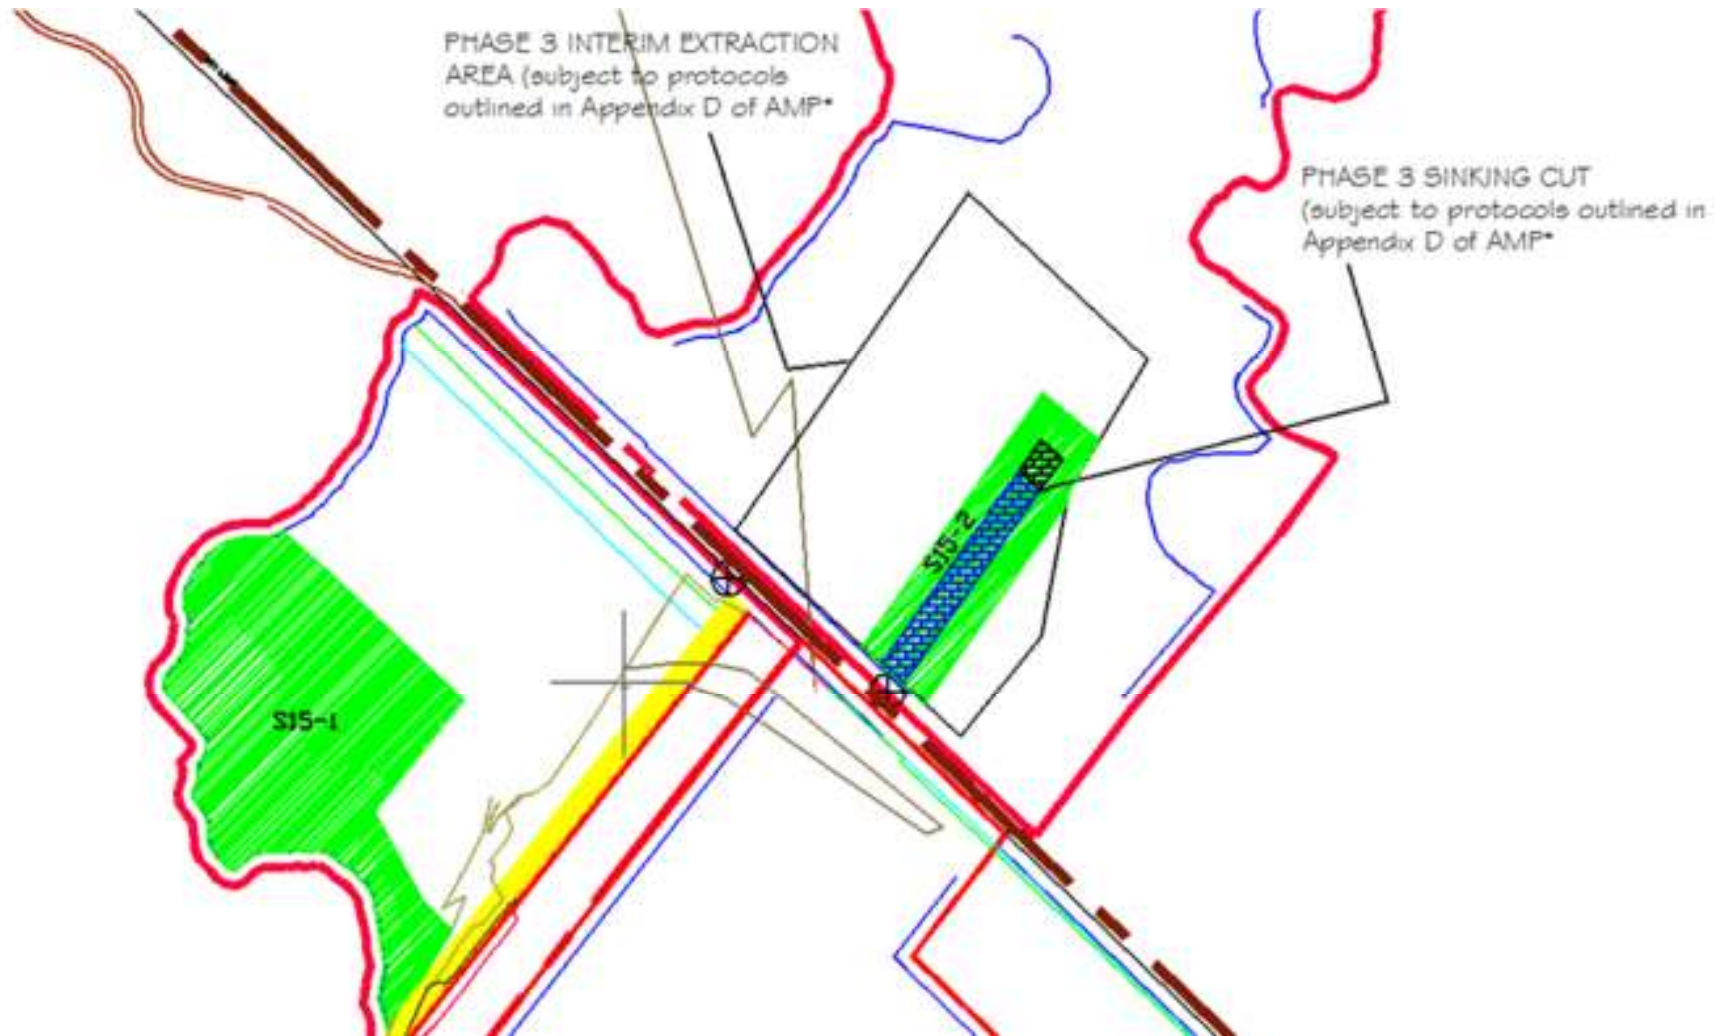 PHASE 3 INTERIM EXTRACTION
AREA (subject to protocols
outlined in Appendix D of AMP*
PHASE 3 SINKING CUT
(subject to protocols outlined in
Appendix D of AMP*
S15-2
S15-1